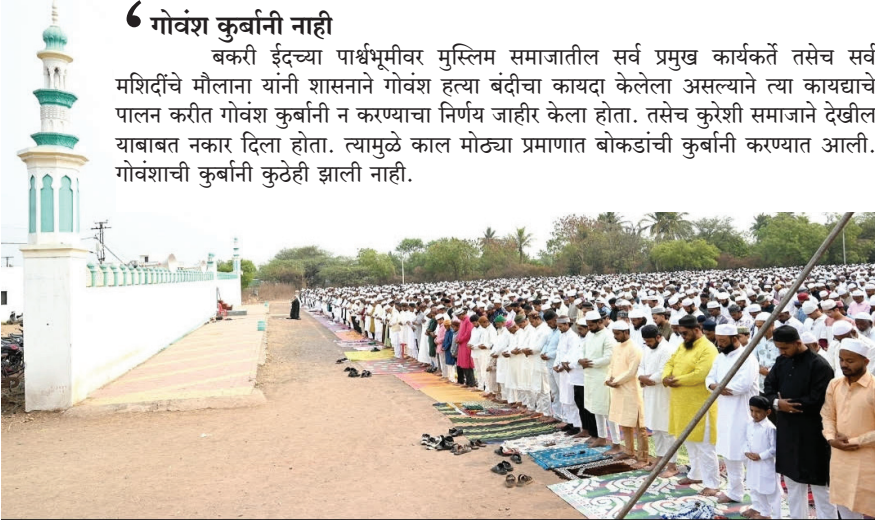 ‘ गोवंश कुर्बानी नाही
बकरी ईदच्या पार्श्वभूमीवर मुस्लिम समाजातील सर्व प्रमुख कार्यकर्ते तसेच सर्व
मशिदींचे मौलाना यांनी शासनाने गोवंश हत्या बंदीचा कायदा केलेला असल्याने त्या कायद्याचे
पालन करीत गोवंश कुर्बानी न करण्याचा निर्णय जाहीर केला होता. तसेच कुरेशी समाजाने देखील
याबाबत नकार दिला होता. त्यामुळे काल मोठ्या प्रमाणात बोकडांची कुर्बानी करण्यात आली.
गोवंशाची कुर्बानी कुठेही झाली नाही.